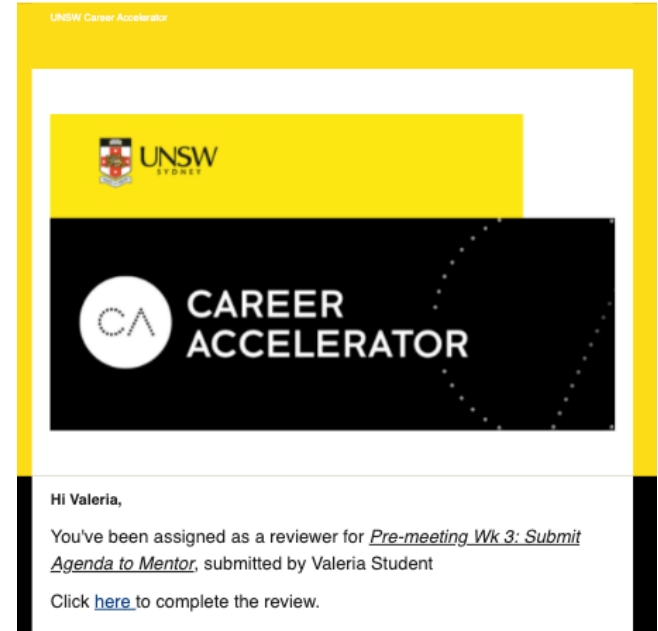 UNSW Career Accelerator
UNSW
SYDNEY
CA
CAREER
ACCELERATOR
Hi Valeria,
You've been assigned as a reviewer for Pre-meeting Wk 3: Submit
Agenda to Mentor, submitted by Valeria Student
Click here to complete the review.